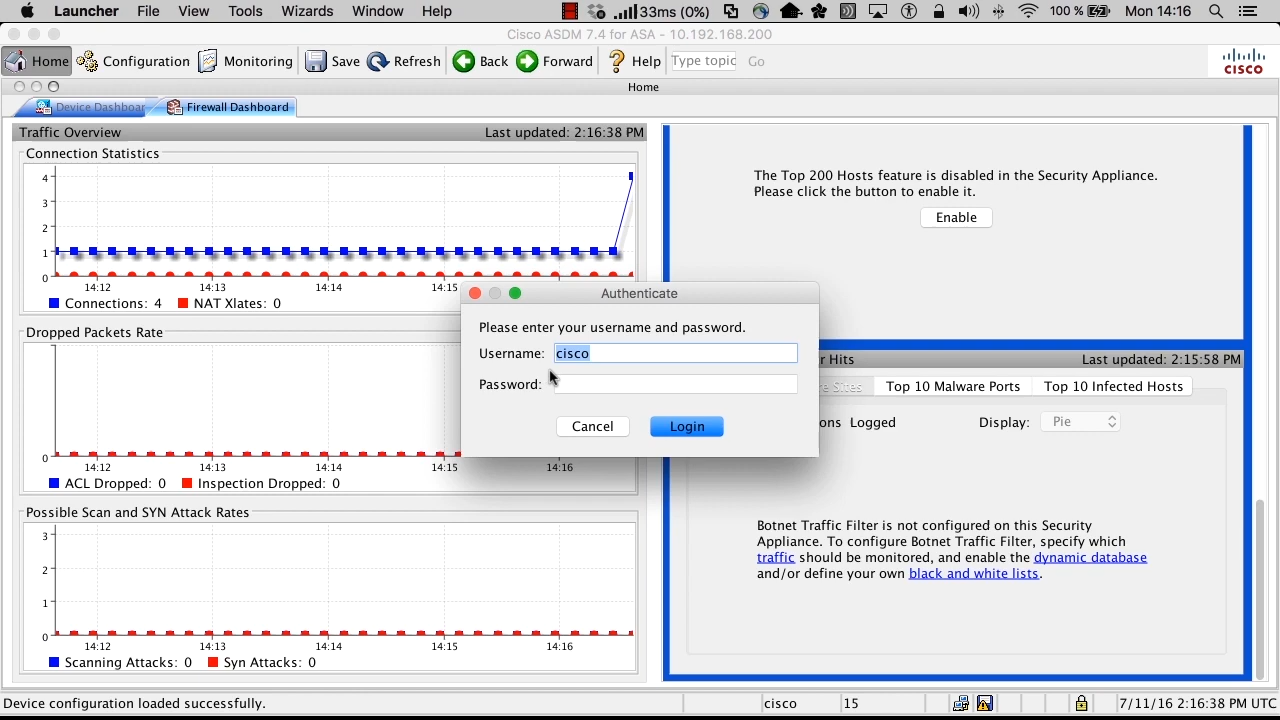 Launcher File View Tools Wizards Window Help 33ms (0%) 100% Mon 14:16
Cisco ASDM 7.4 for ASA - 10.192.168.200
Home Configuration Monitoring Save Refresh Back Forward Help Type topic Go
CISCO
Home
Device Dashboar Firewall Dashboard
Traffic Overview Last updated: 2:16:38 PM
Connection Statistics
4
3
2
1
0
14:12 14:13 14:14 14:15
Connections: 4 NAT Xlates: 0
Dropped Packets Rate
0
14:12 14:13 14:14 14:15 14:16
ACL Dropped: 0 Inspection Dropped: 0
Possible Scan and SYN Attack Rates
3
2
1
0
14:12 14:13 14:14 14:15 14:16
Scanning Attacks: 0 Syn Attacks: 0
The Top 200 Hosts feature is disabled in the Security Appliance.
Please click the button to enable it.
Enable
Authenticate
Please enter your username and password.
Username: cisco
Password:
Cancel Login
r Hits Last updated: 2:15:58 PM
e Sites Top 10 Malware Ports Top 10 Infected Hosts
ons Logged Display: Pie
Botnet Traffic Filter is not configured on this Security
Appliance. To configure Botnet Traffic Filter, specify which
traffic should be monitored, and enable the dynamic database
and/or define your own black and white lists.
Device configuration loaded successfully. cisco 15 7/11/16 2:16:38 PM UTC